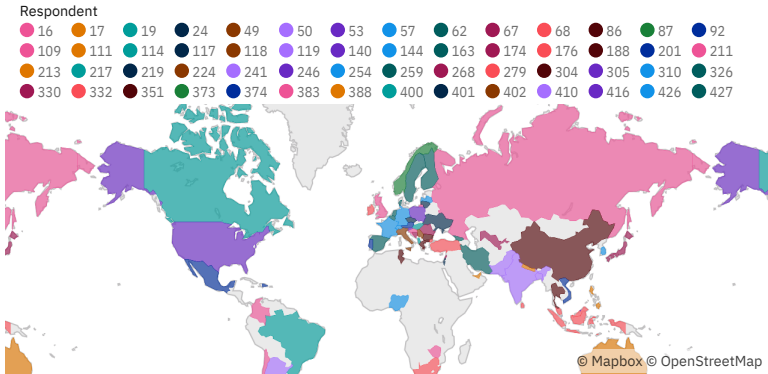 Respondent
16 17 19 24 49 50 53 57 62 67 68 86 87 92
109 111 114 117 118 119 140 144 163 174 176 188 201 211
213 217 219 224 241 246 254 259 268 279 304 305 310 326
330 332 351 373 374 383 388 400 401 402 410 416 426 427
© Mapbox © OpenStreetMap